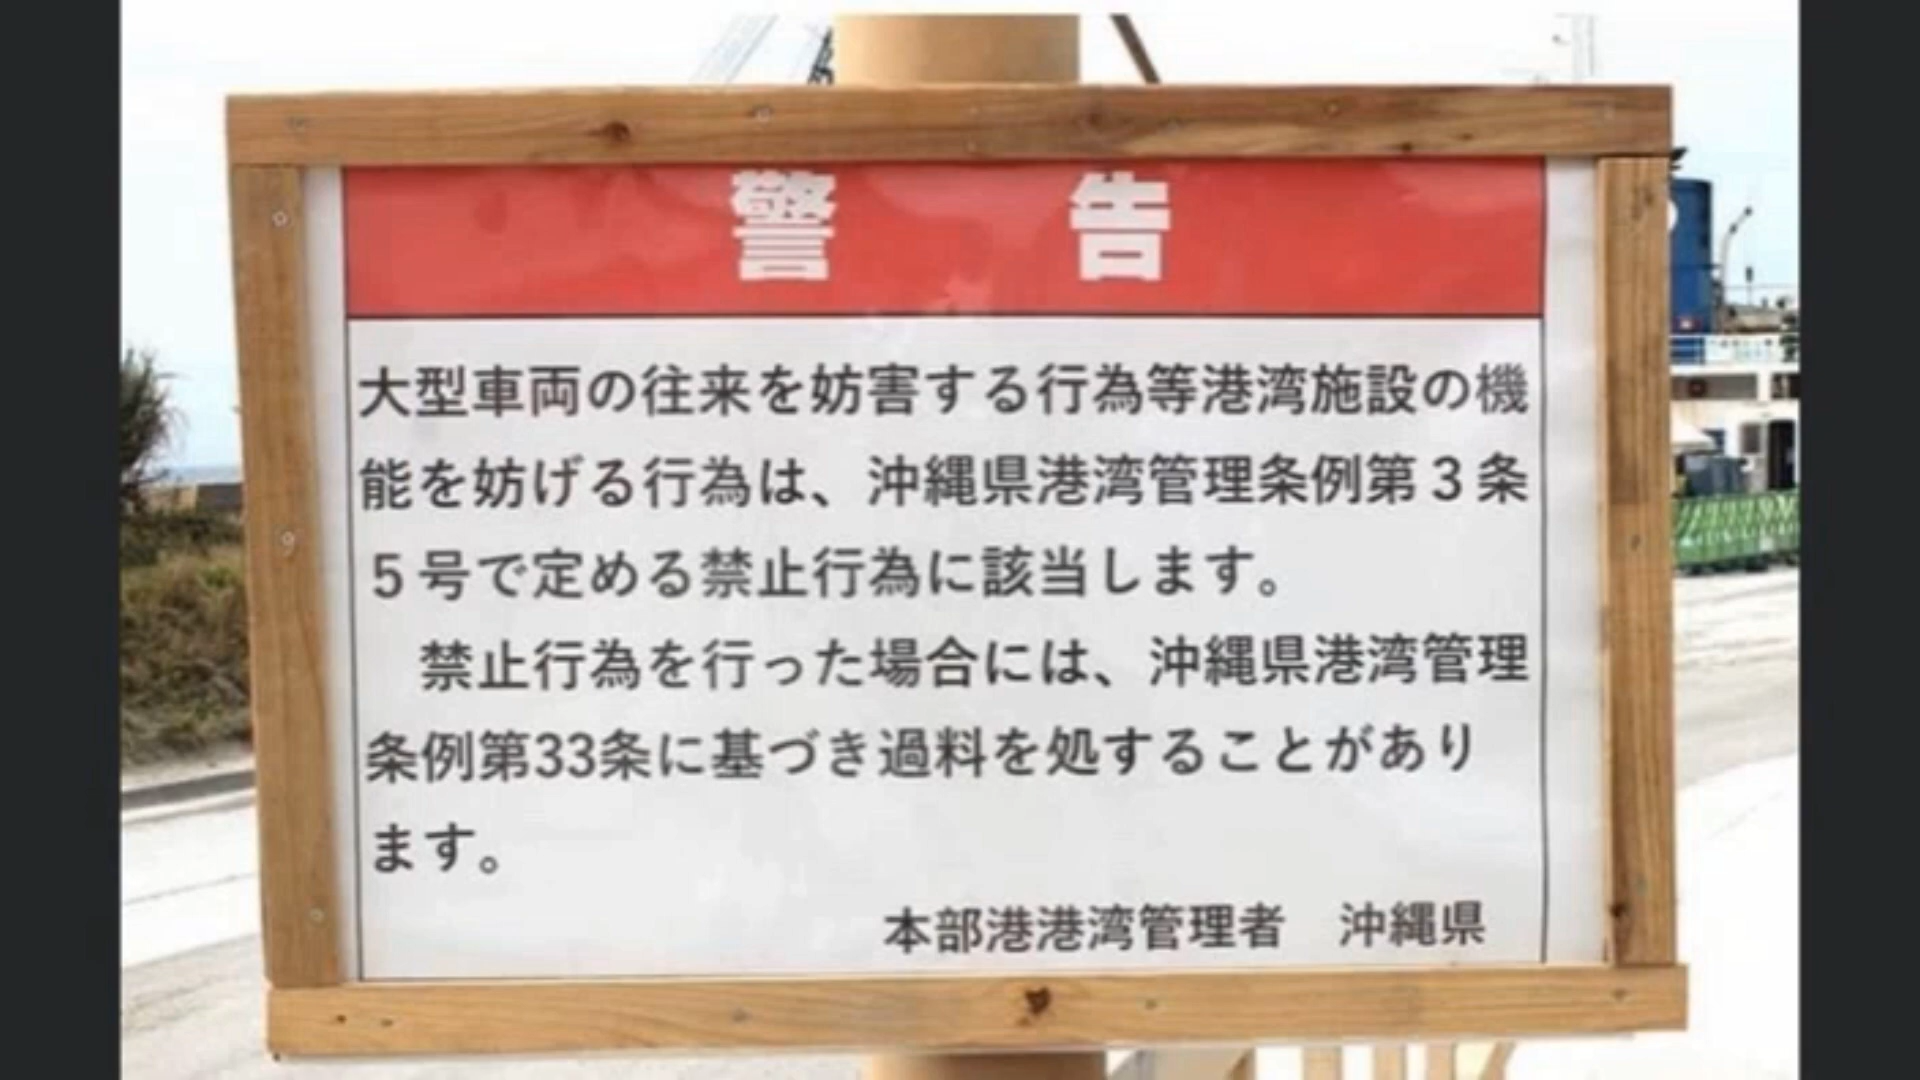 警告
大型車両の往来を妨害する行為等港湾施設の機
能を妨げる行為は、沖縄県港湾管理条例第３条
５号で定める禁止行為に該当します。
　禁止行為を行った場合には、沖縄県港湾管理
条例第33条に基づき過料を処することがあり
ます。
本部港港湾管理者　沖縄県